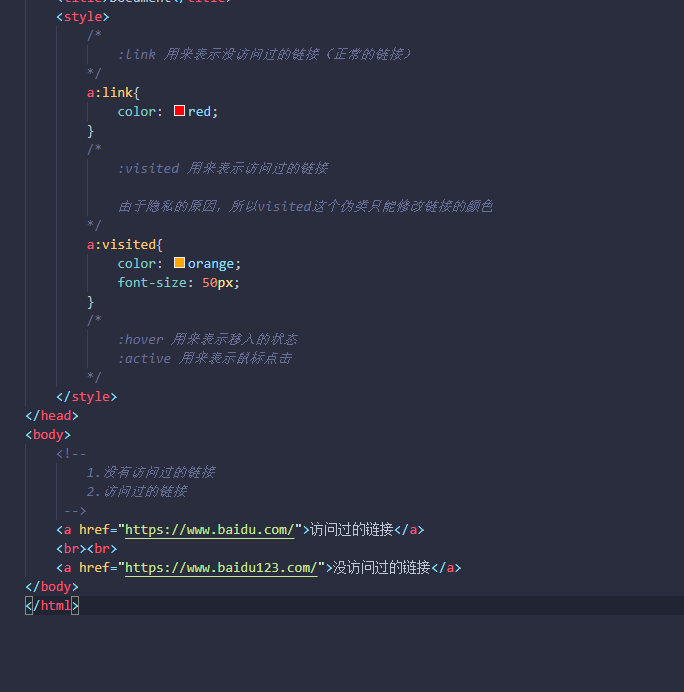 <title>Document</title>
<style>
/*
:link 用来表示没访问过的链接（正常的链接）
*/
a:link{
color: red;
}
/*
:visited 用来表示访问过的链接
由于隐私的原因，所以visited这个伪类只能修改链接的颜色
*/
a:visited{
color: orange;
font-size: 50px;
}
/*
:hover 用来表示移入的状态
:active 用来表示鼠标点击
*/
</style>
</head>
<body>
<!--
1.没有访问过的链接
2.访问过的链接
-->
<a href="https://www.baidu.com/">访问过的链接</a>
<br><br>
<a href="https://www.baidu123.com/">没访问过的链接</a>
</body>
</html>